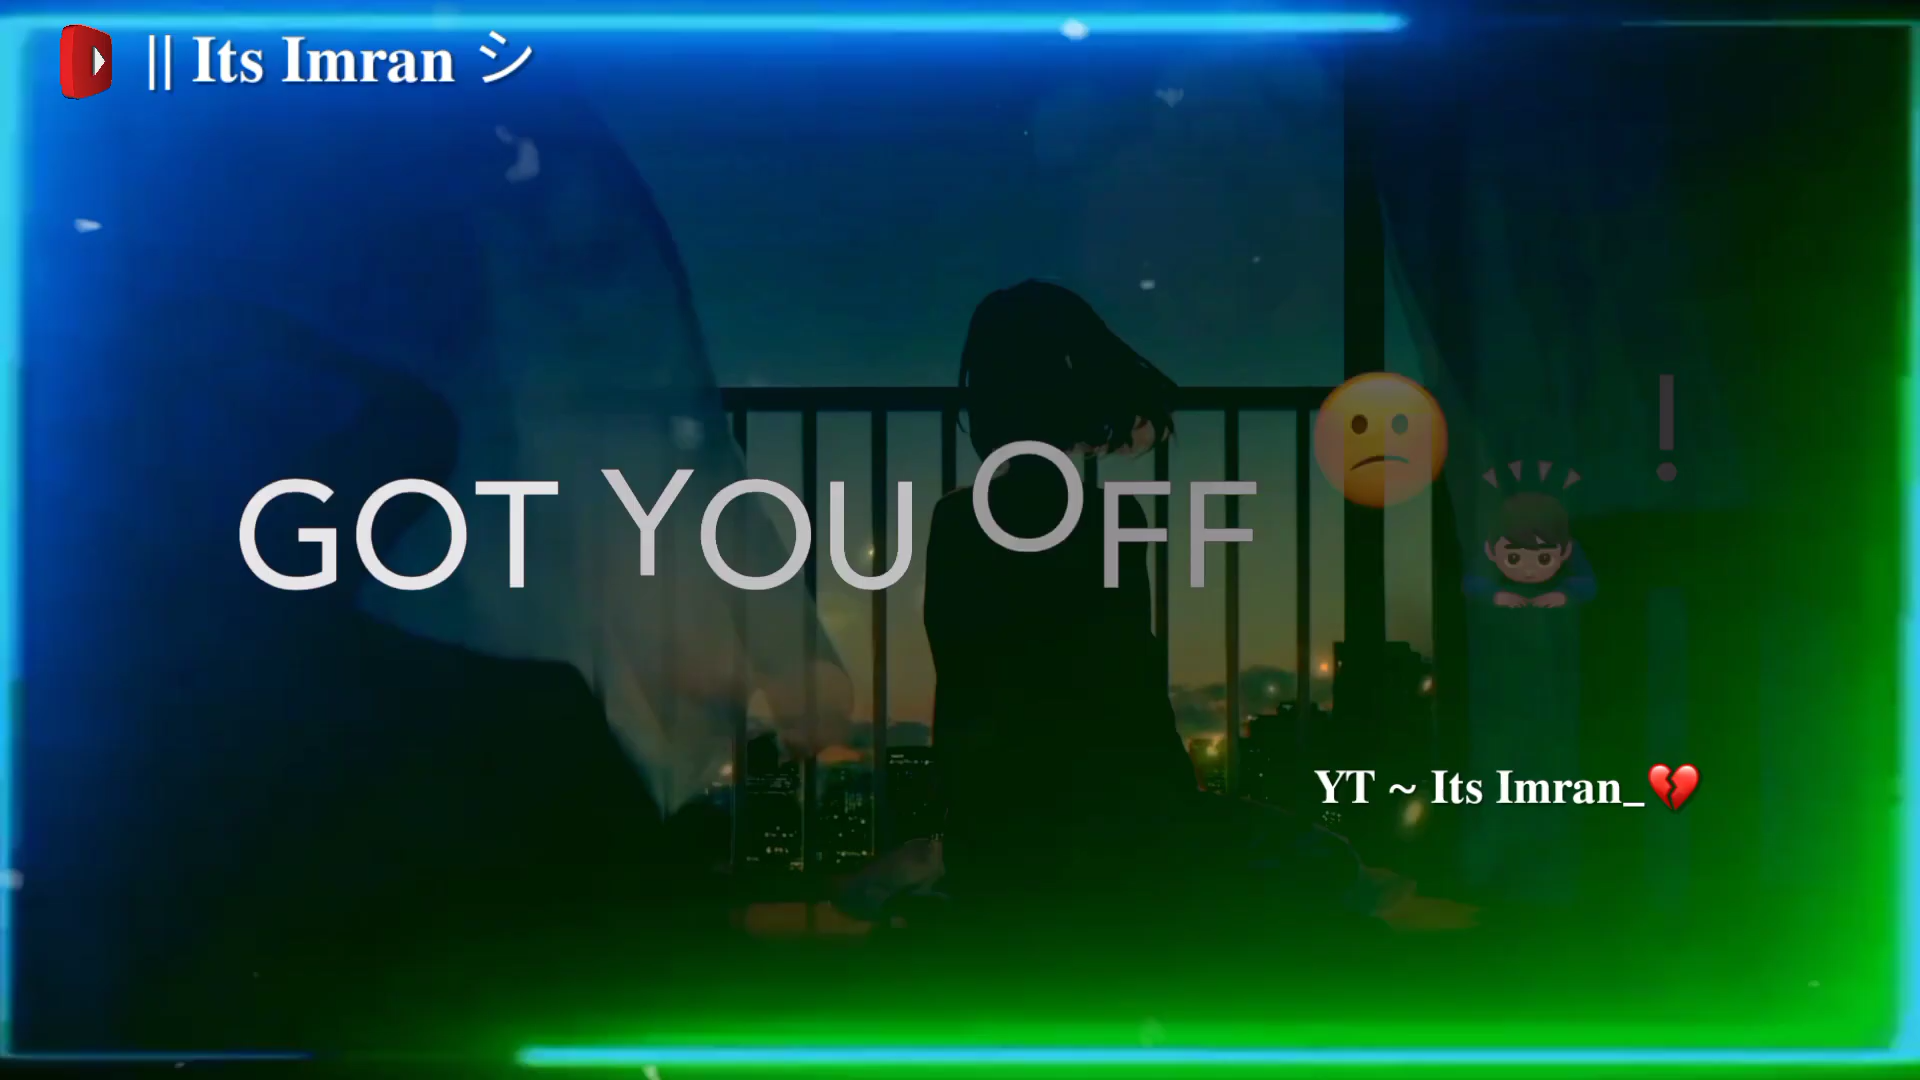 || Its Imran シ
GOT YOU OFF 😕 🙇🏻‍♂️ !
YT ~ Its Imran_💔